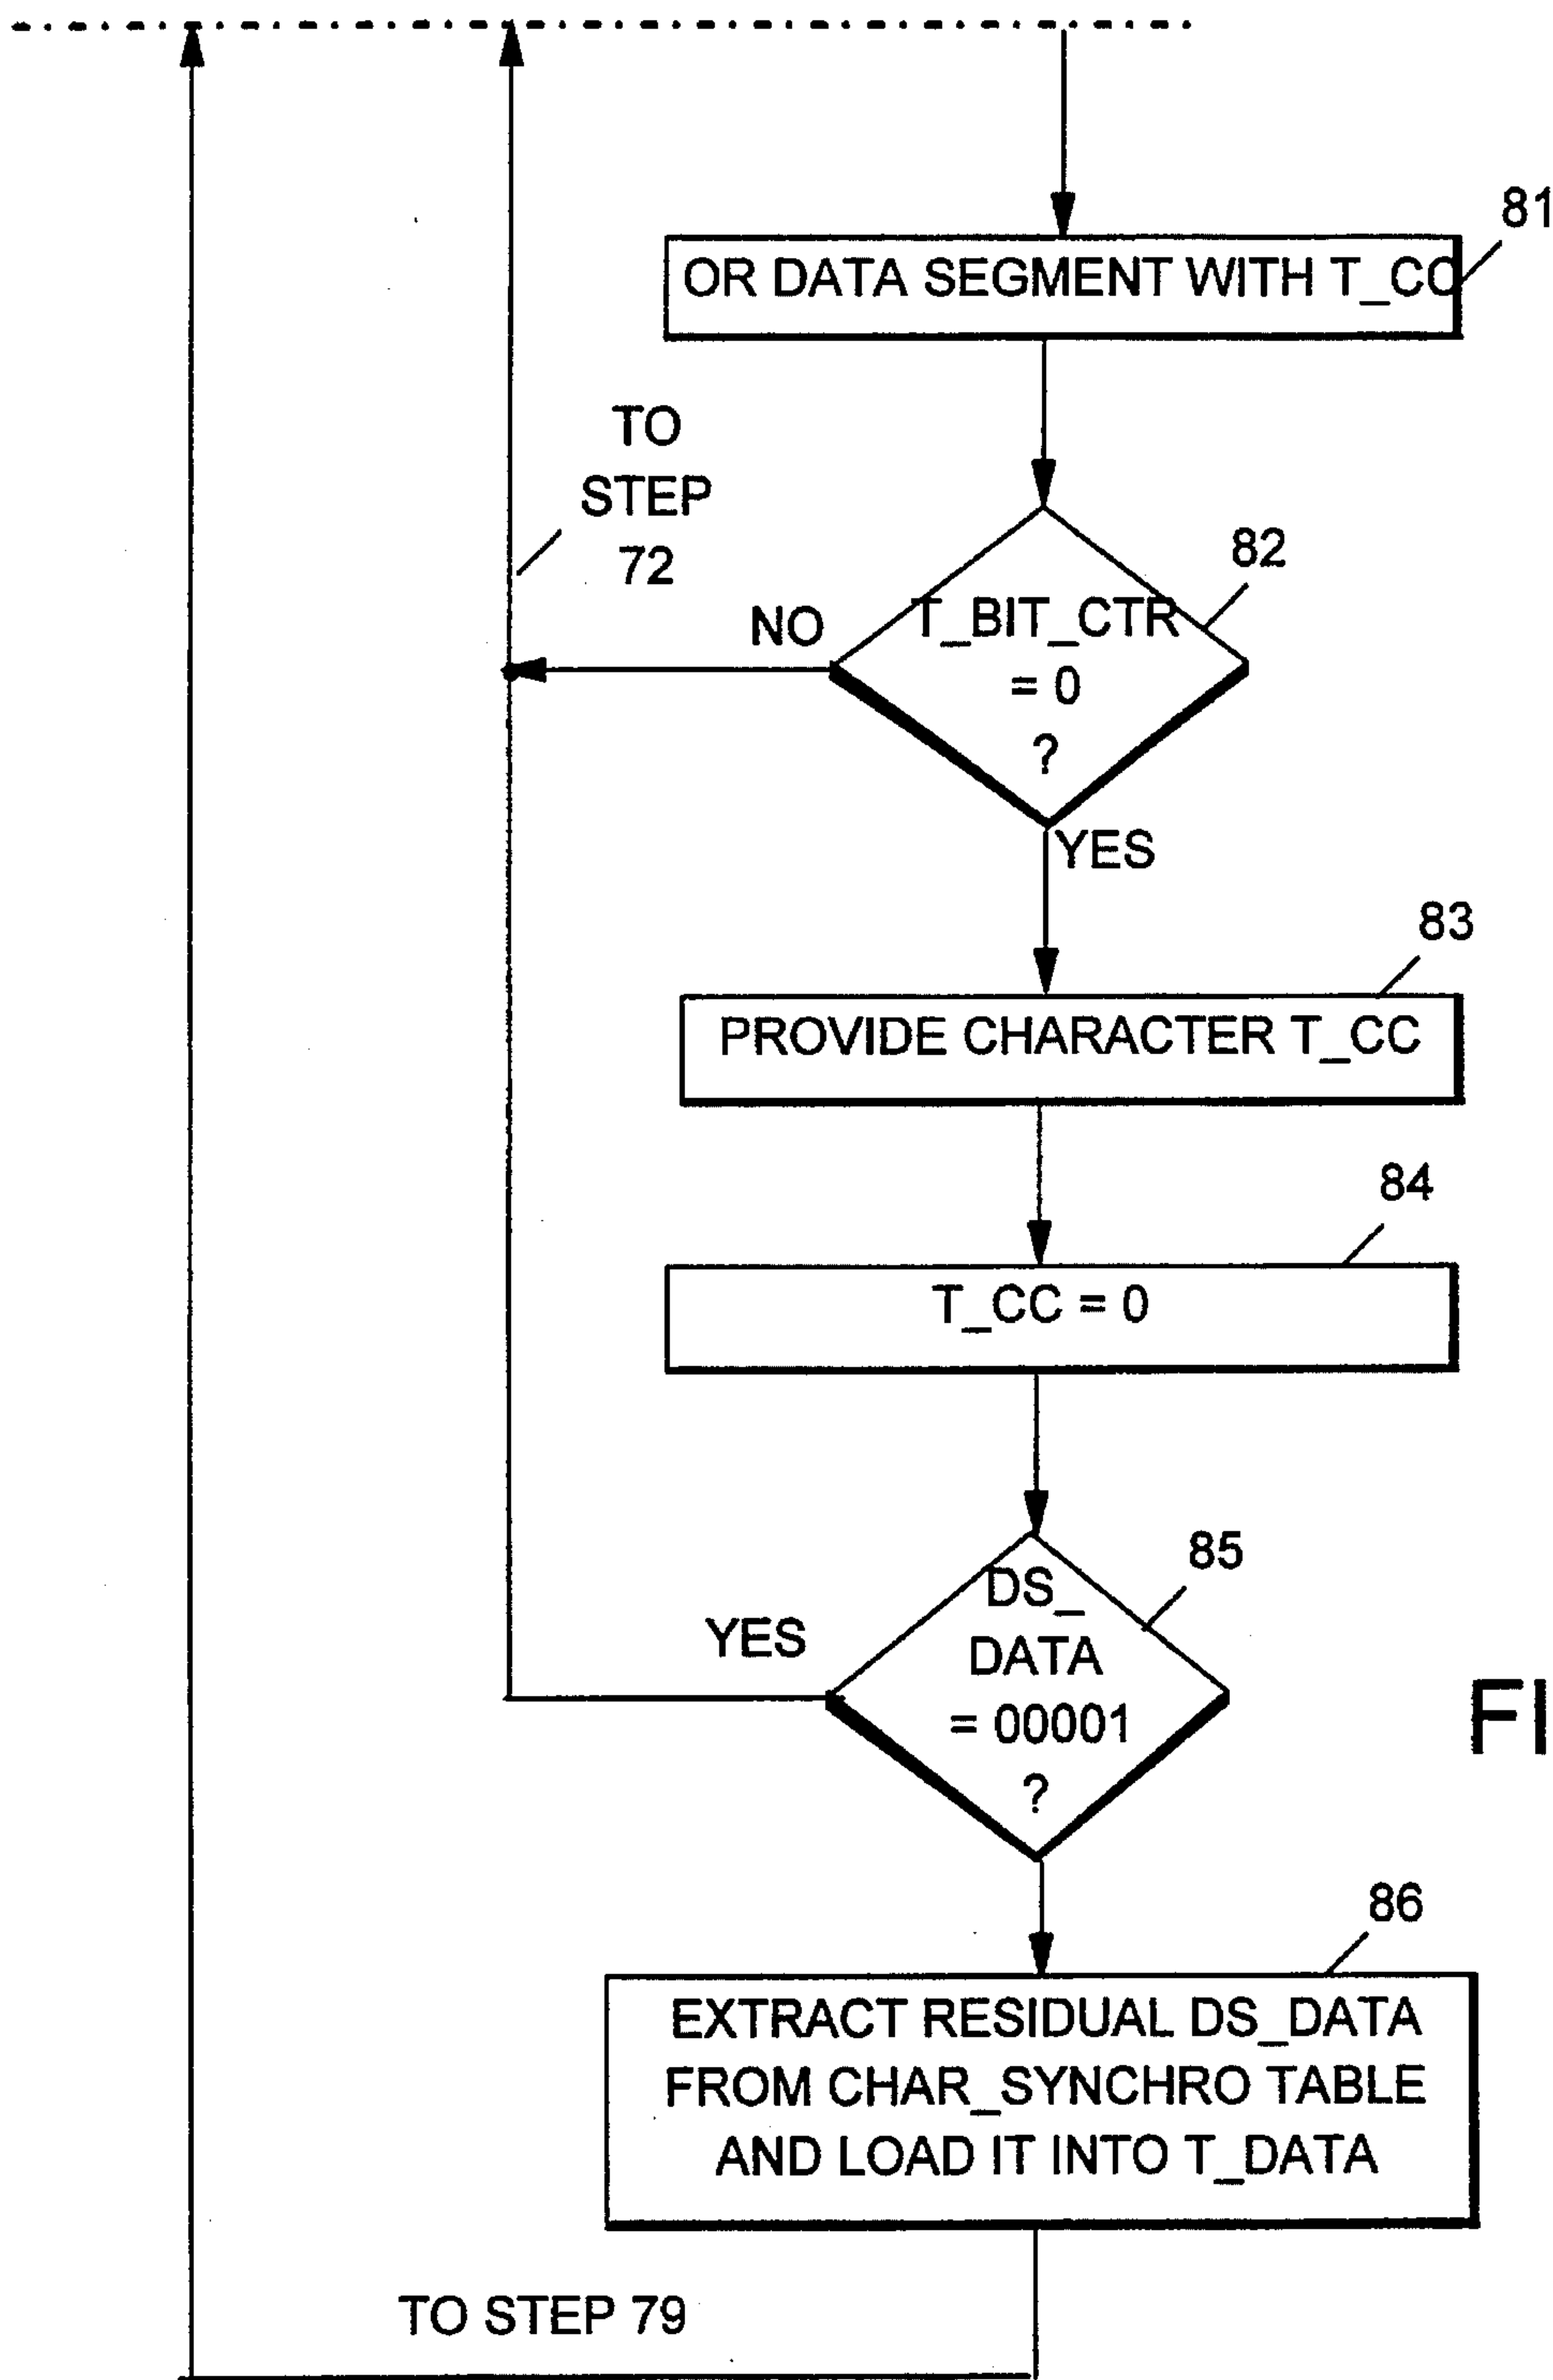 81
OR DATA SEGMENT WITH T_CC
TO
STEP
72
82
NO
T_BIT_CTR
= 0
?
YES
83
PROVIDE CHARACTER T_CC
84
T_CC = 0
85
YES
DS_
DATA
= 00001
?
FI
86
EXTRACT RESIDUAL DS_DATA
FROM CHAR_SYNCHRO TABLE
AND LOAD IT INTO T_DATA
TO STEP 79